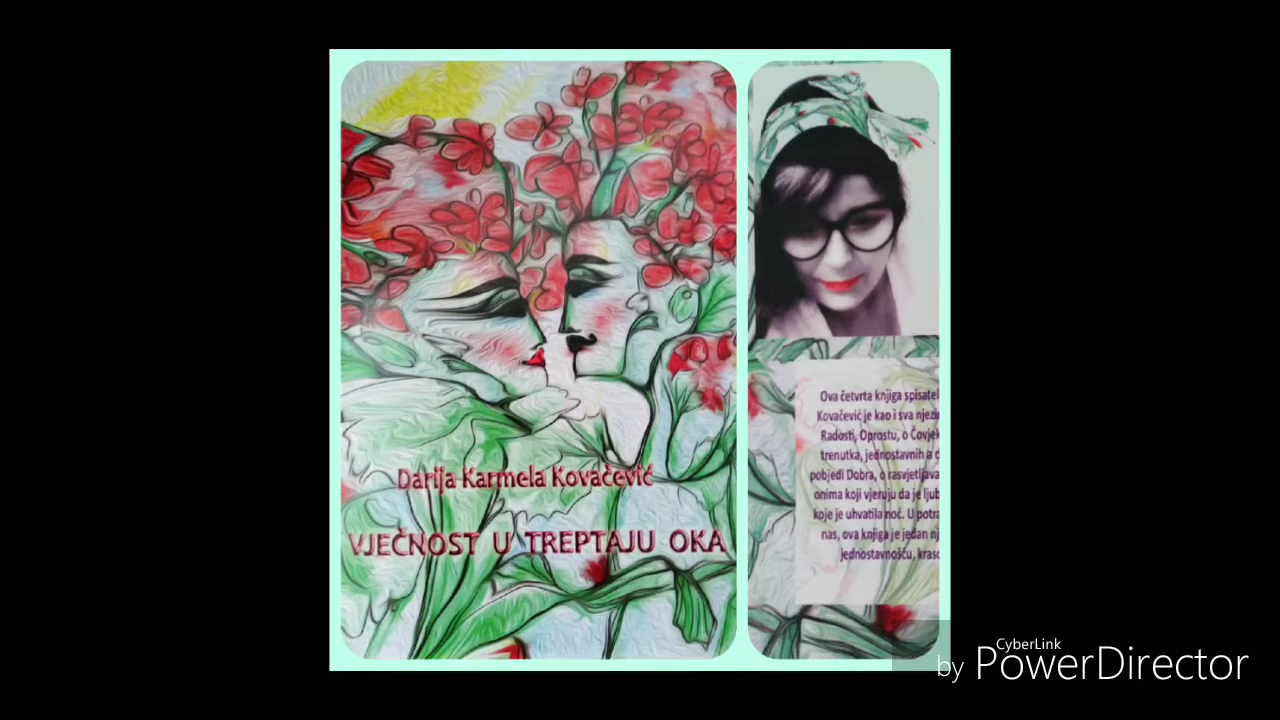 Darija Karmela Kovačević
VJEČNOST U TREPTAJU OKA
Ova četvrta knjiga
Kovačević je kao i sva
Radosti, Oprostu, o
trenutka, jednostavnih a
pobjedi Dobra, o
onima koji vjeruju da je
koje je uhvatila noć. U
nas, ova knjiga je jedan
jednostavnošću,
CyberLink
by PowerDirector